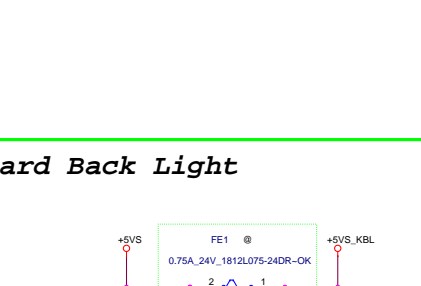 ard Back Light
+5VS FE1 @ +5VS_KBL
0.75A_24V_1812L075-24DR-OK
2 1